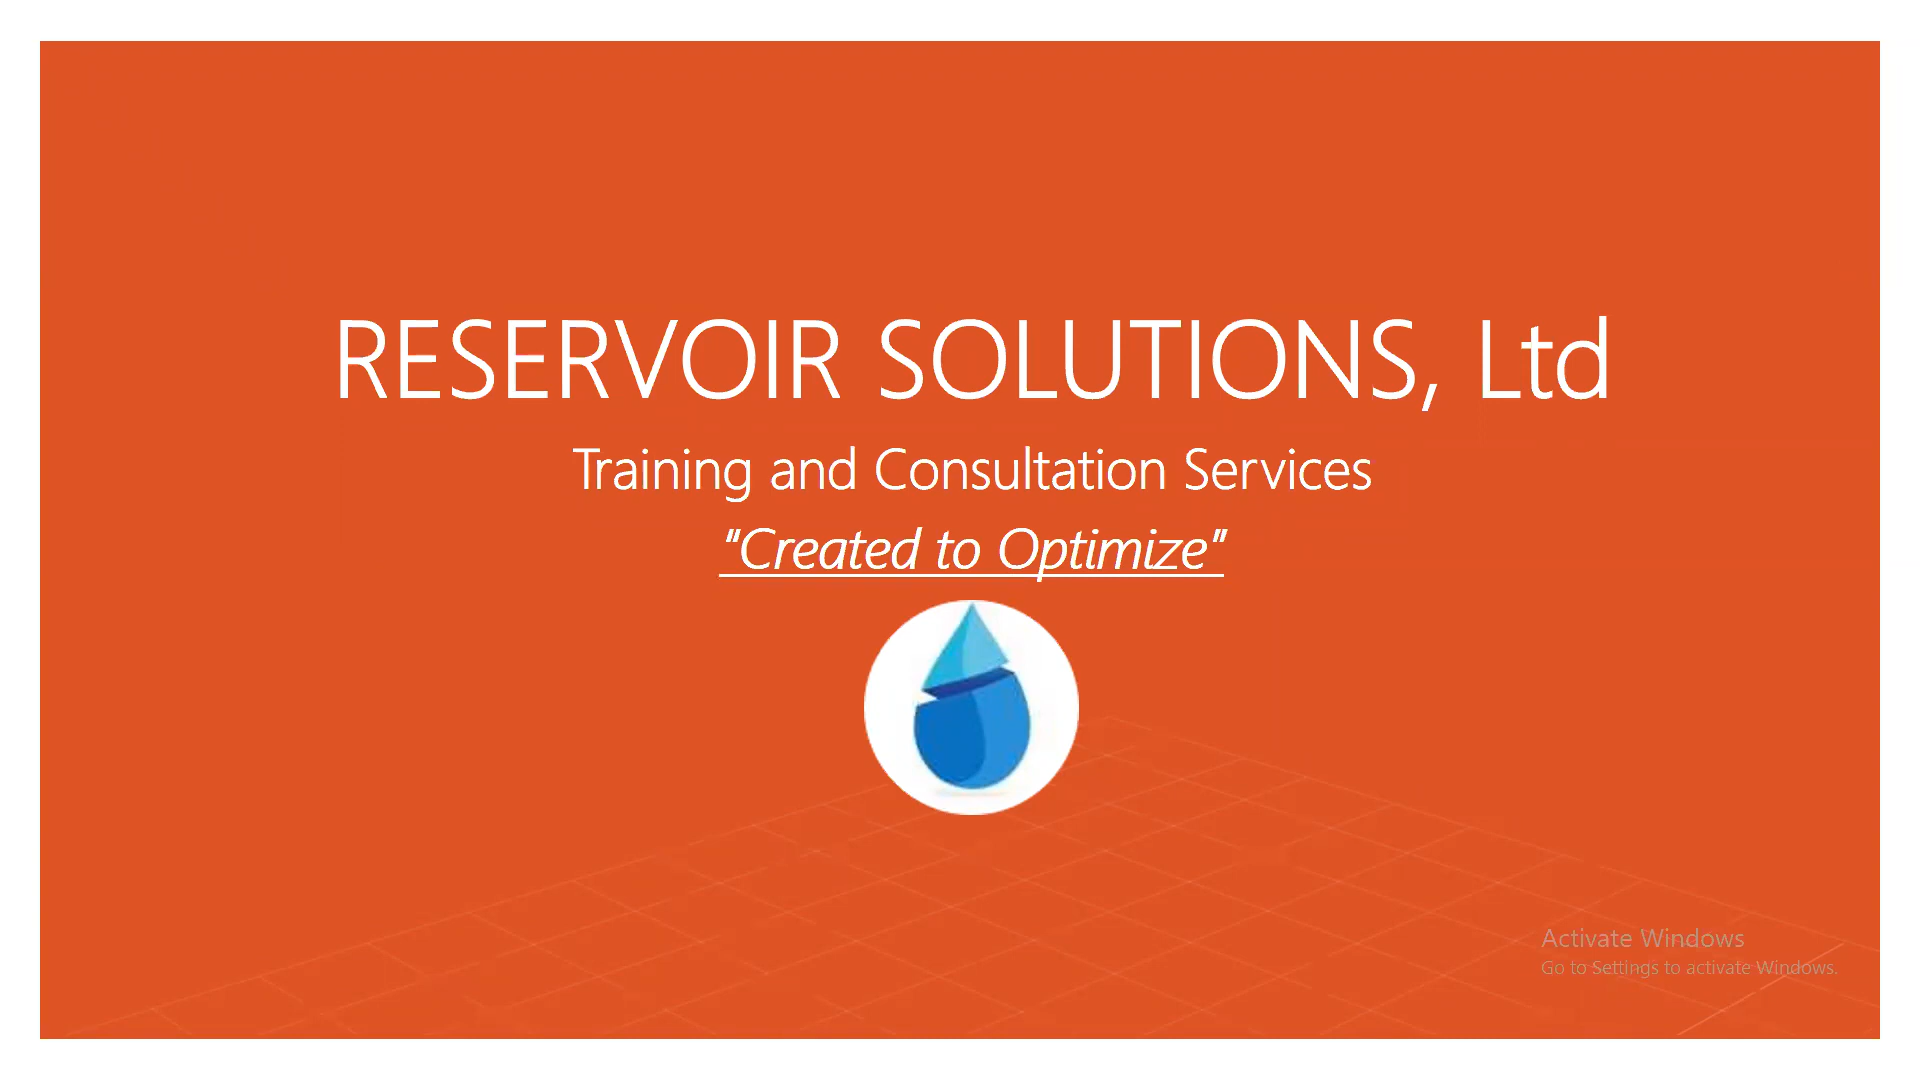 RESERVOIR SOLUTIONS, Ltd
Training and Consultation Services
"Created to Optimize"
Activate Windows
Go to Settings to activate Windows.